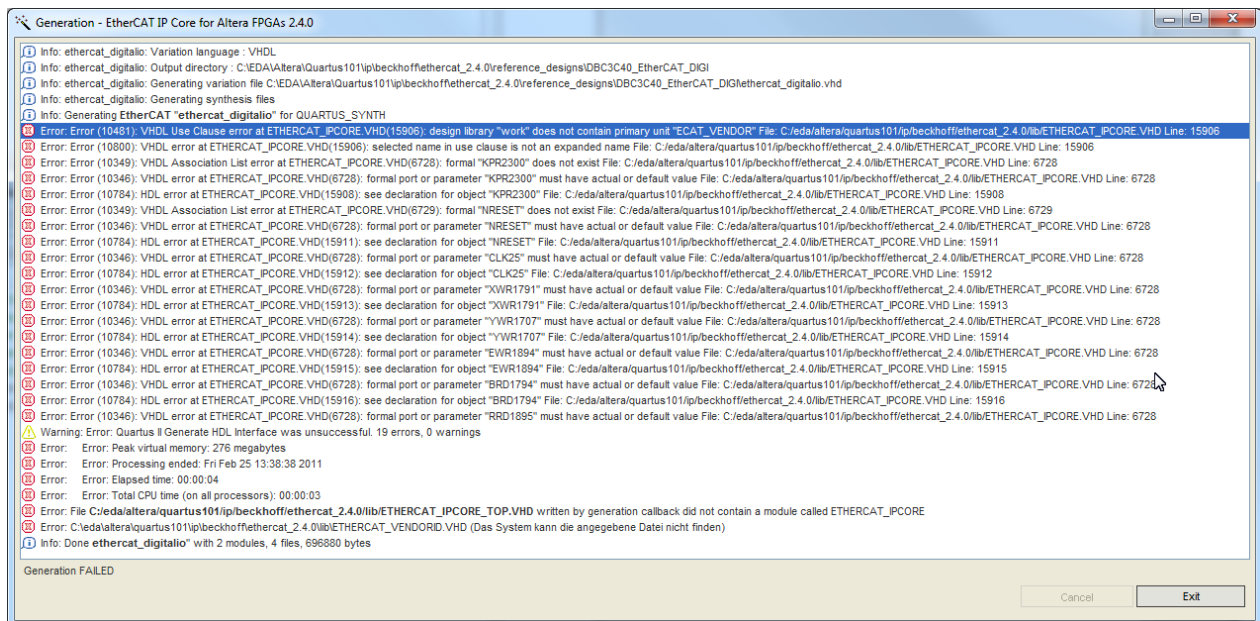 Generation - EtherCAT IP Core for Altera FPGAs 2.4.0
Info: ethercat_digitalio: Variation language : VHDL
Info: ethercat_digitalio: Output directory : C:\EDA\Altera\Quartus101\ip\beckhoff\ethercat_2.4.0\reference_designs\DBC3C40_EtherCAT_DIGI
Info: ethercat_digitalio: Generating variation file C:\EDA\Altera\Quartus101\ip\beckhoff\ethercat_2.4.0\reference_designs\DBC3C40_EtherCAT_DIGI\ethercat_digitalio.vhd
Info: ethercat_digitalio: Generating synthesis files
Info: Generating EtherCAT "ethercat_digitalio" for QUARTUS_SYNTH
Error: Error (10481): VHDL Use Clause error at ETHERCAT_IPCORE.VHD(15906): design library "work" does not contain primary unit "ECAT_VENDOR" File: C:/eda/altera/quartus101/ip/beckhoff/ethercat_2.4.0/lib/ETHERCAT_IPCORE.VHD Line: 15906
Error: Error (10800): VHDL error at ETHERCAT_IPCORE.VHD(15906): selected name in use clause is not an expanded name File: C:/eda/altera/quartus101/ip/beckhoff/ethercat_2.4.0/lib/ETHERCAT_IPCORE.VHD Line: 15906
Error: Error (10349): VHDL Association List error at ETHERCAT_IPCORE.VHD(6728): formal "KPR2300" does not exist File: C:/eda/altera/quartus101/ip/beckhoff/ethercat_2.4.0/lib/ETHERCAT_IPCORE.VHD Line: 6728
Error: Error (10346): VHDL error at ETHERCAT_IPCORE.VHD(6728): formal port or parameter "KPR2300" must have actual or default value File: C:/eda/altera/quartus101/ip/beckhoff/ethercat_2.4.0/lib/ETHERCAT_IPCORE.VHD Line: 6728
Error: Error (10784): HDL error at ETHERCAT_IPCORE.VHD(15908): see declaration for object "KPR2300" File: C:/eda/altera/quartus101/ip/beckhoff/ethercat_2.4.0/lib/ETHERCAT_IPCORE.VHD Line: 15908
Error: Error (10349): VHDL Association List error at ETHERCAT_IPCORE.VHD(6729): formal "NRESET" does not exist File: C:/eda/altera/quartus101/ip/beckhoff/ethercat_2.4.0/lib/ETHERCAT_IPCORE.VHD Line: 6729
Error: Error (10346): VHDL error at ETHERCAT_IPCORE.VHD(6728): formal port or parameter "NRESET" must have actual or default value File: C:/eda/altera/quartus101/ip/beckhoff/ethercat_2.4.0/lib/ETHERCAT_IPCORE.VHD Line: 6728
Error: Error (10784): HDL error at ETHERCAT_IPCORE.VHD(15911): see declaration for object "NRESET" File: C:/eda/altera/quartus101/ip/beckhoff/ethercat_2.4.0/lib/ETHERCAT_IPCORE.VHD Line: 15911
Error: Error (10346): VHDL error at ETHERCAT_IPCORE.VHD(6728): formal port or parameter "CLK25" must have actual or default value File: C:/eda/altera/quartus101/ip/beckhoff/ethercat_2.4.0/lib/ETHERCAT_IPCORE.VHD Line: 6728
Error: Error (10784): HDL error at ETHERCAT_IPCORE.VHD(15912): see declaration for object "CLK25" File: C:/eda/altera/quartus101/ip/beckhoff/ethercat_2.4.0/lib/ETHERCAT_IPCORE.VHD Line: 15912
Error: Error (10346): VHDL error at ETHERCAT_IPCORE.VHD(6728): formal port or parameter "XWR1791" must have actual or default value File: C:/eda/altera/quartus101/ip/beckhoff/ethercat_2.4.0/lib/ETHERCAT_IPCORE.VHD Line: 6728
Error: Error (10784): HDL error at ETHERCAT_IPCORE.VHD(15913): see declaration for object "XWR1791" File: C:/eda/altera/quartus101/ip/beckhoff/ethercat_2.4.0/lib/ETHERCAT_IPCORE.VHD Line: 15913
Error: Error (10346): VHDL error at ETHERCAT_IPCORE.VHD(6728): formal port or parameter "YWR1707" must have actual or default value File: C:/eda/altera/quartus101/ip/beckhoff/ethercat_2.4.0/lib/ETHERCAT_IPCORE.VHD Line: 6728
Error: Error (10784): HDL error at ETHERCAT_IPCORE.VHD(15914): see declaration for object "YWR1707" File: C:/eda/altera/quartus101/ip/beckhoff/ethercat_2.4.0/lib/ETHERCAT_IPCORE.VHD Line: 15914
Error: Error (10346): VHDL error at ETHERCAT_IPCORE.VHD(6728): formal port or parameter "EWR1894" must have actual or default value File: C:/eda/altera/quartus101/ip/beckhoff/ethercat_2.4.0/lib/ETHERCAT_IPCORE.VHD Line: 6728
Error: Error (10784): HDL error at ETHERCAT_IPCORE.VHD(15915): see declaration for object "EWR1894" File: C:/eda/altera/quartus101/ip/beckhoff/ethercat_2.4.0/lib/ETHERCAT_IPCORE.VHD Line: 15915
Error: Error (10346): VHDL error at ETHERCAT_IPCORE.VHD(6728): formal port or parameter "BRD1794" must have actual or default value File: C:/eda/altera/quartus101/ip/beckhoff/ethercat_2.4.0/lib/ETHERCAT_IPCORE.VHD Line: 6728
Error: Error (10784): HDL error at ETHERCAT_IPCORE.VHD(15916): see declaration for object "BRD1794" File: C:/eda/altera/quartus101/ip/beckhoff/ethercat_2.4.0/lib/ETHERCAT_IPCORE.VHD Line: 15916
Error: Error (10346): VHDL error at ETHERCAT_IPCORE.VHD(6728): formal port or parameter "RRD1895" must have actual or default value File: C:/eda/altera/quartus101/ip/beckhoff/ethercat_2.4.0/lib/ETHERCAT_IPCORE.VHD Line: 6728
Warning: Error: Quartus II Generate HDL Interface was unsuccessful. 19 errors, 0 warnings
Error: Error: Peak virtual memory: 276 megabytes
Error: Error: Processing ended: Fri Feb 25 13:38:38 2011
Error: Error: Elapsed time: 00:00:04
Error: Error: Total CPU time (on all processors): 00:00:03
Error: File C:/eda/altera/quartus101/ip/beckhoff/ethercat_2.4.0/lib/ETHERCAT_IPCORE_TOP.VHD written by generation callback did not contain a module called ETHERCAT_IPCORE
Error: C:\eda\altera\quartus101\ip\beckhoff\ethercat_2.4.0\lib\ETHERCAT_VENDORID.VHD (Das System kann die angegebene Datei nicht finden)
Info: Done ethercat_digitalio" with 2 modules, 4 files, 696880 bytes
Generation FAILED
Cancel
Exit